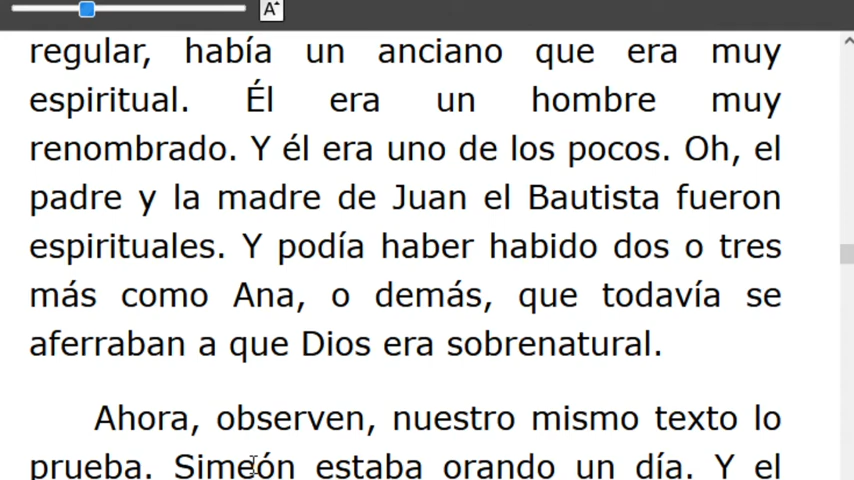 A
regular, había un anciano que era muy
espiritual. Él era un hombre muy
renombrado. Y él era uno de los pocos. Oh, el
padre y la madre de Juan el Bautista fueron
espirituales. Y podía haber habido dos o tres
más como Ana, o demás, que todavía se
aferraban a que Dios era sobrenatural.
Ahora, observen, nuestro mismo texto lo
prueba. Simeón estaba orando un día. Y el